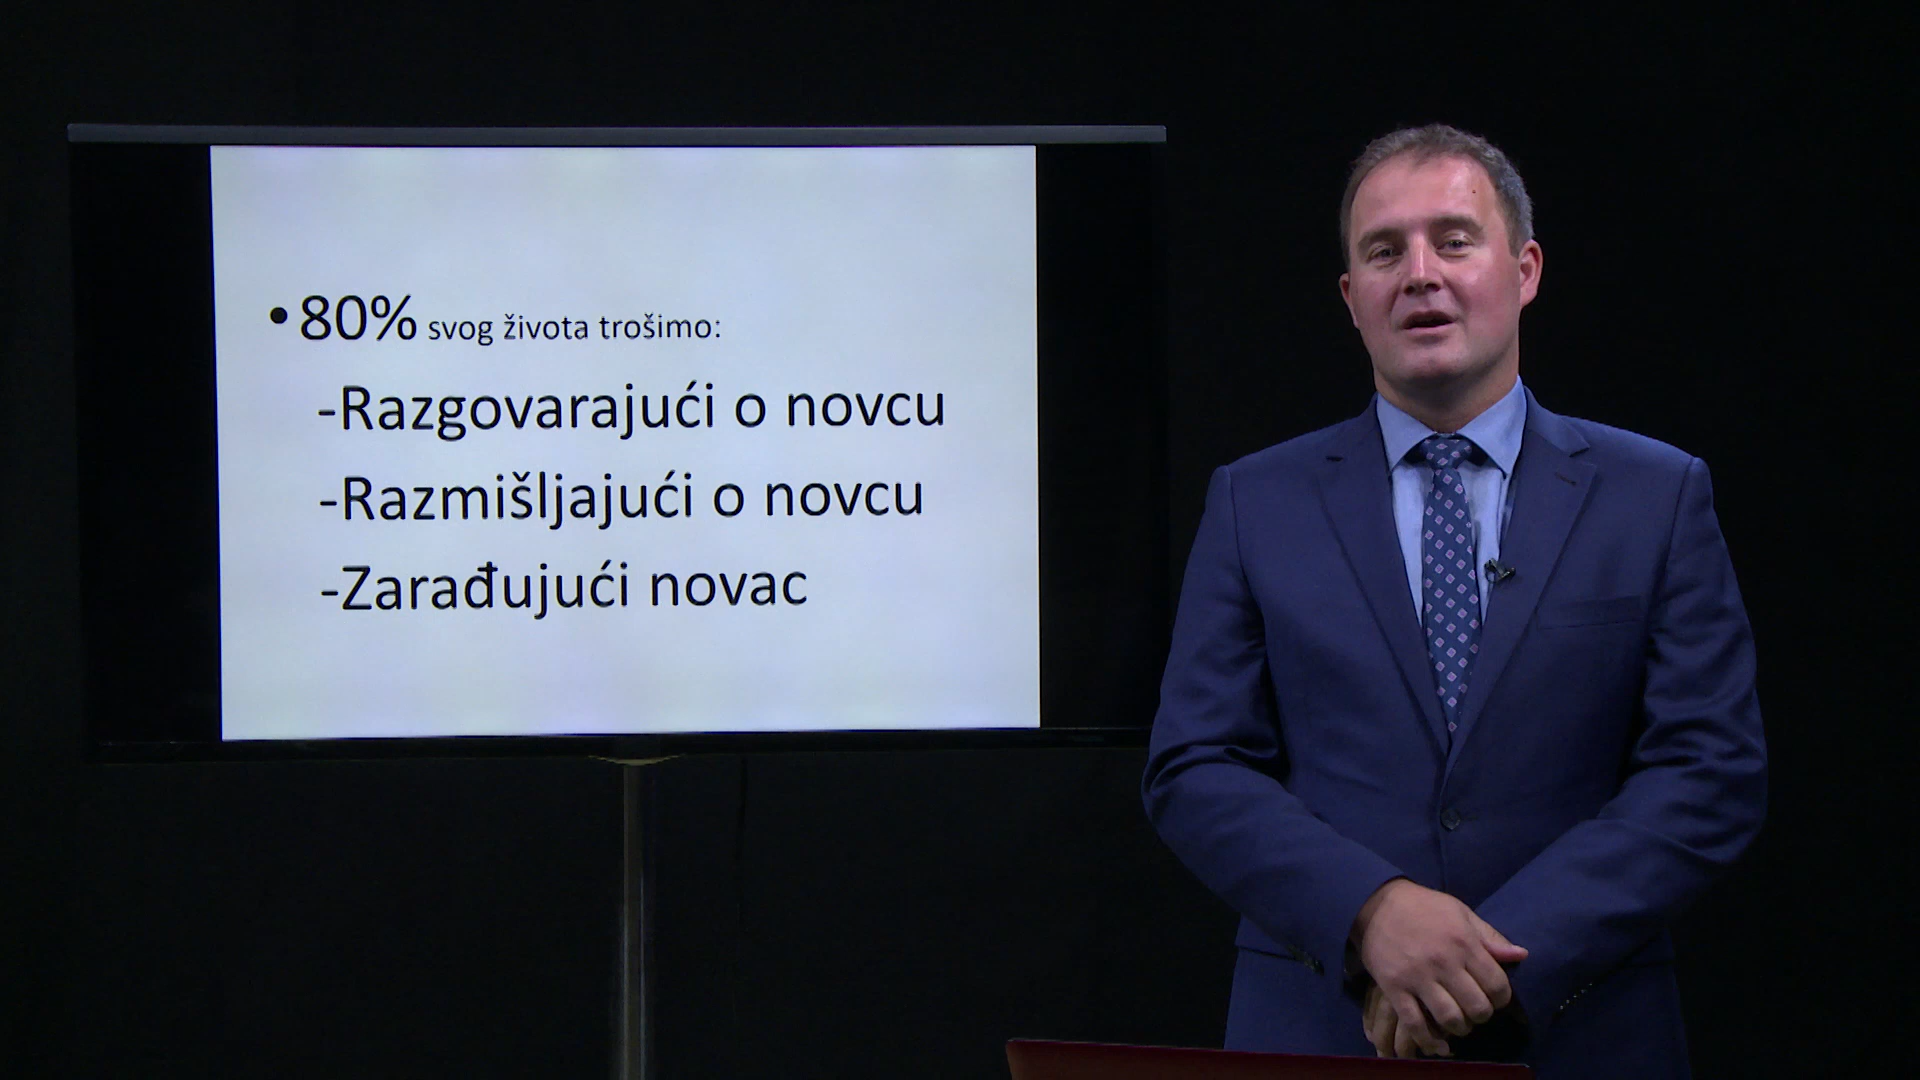 • 80% svog života trošimo:
-Razgovarajući o novcu
-Razmišljajući o novcu
-Zarađujući novac